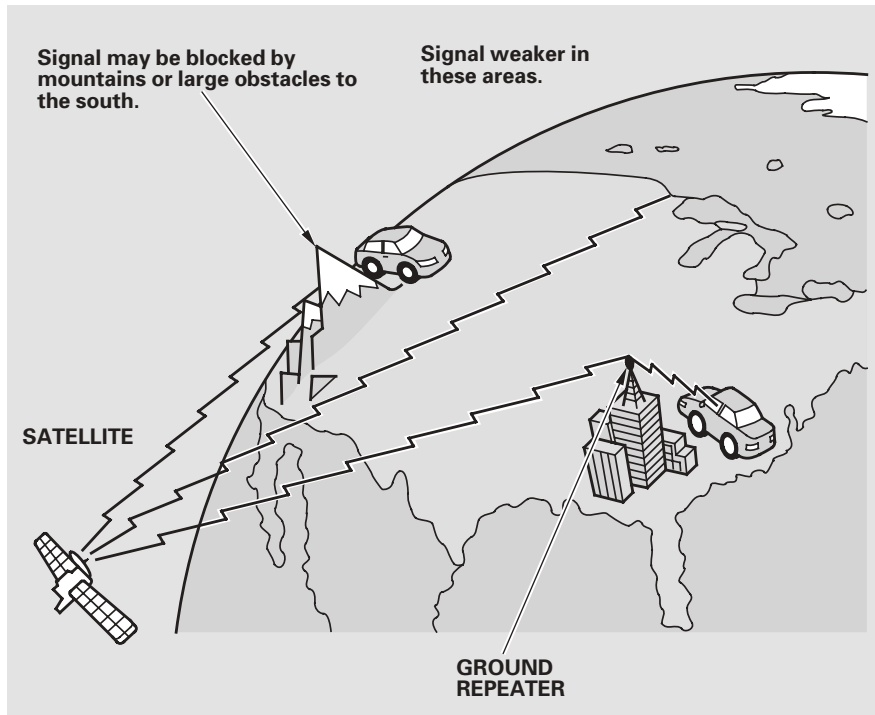 Signal may be blocked by
mountains or large obstacles to
the south.
Signal weaker in
these areas.
SATELLITE
GROUND
REPEATER